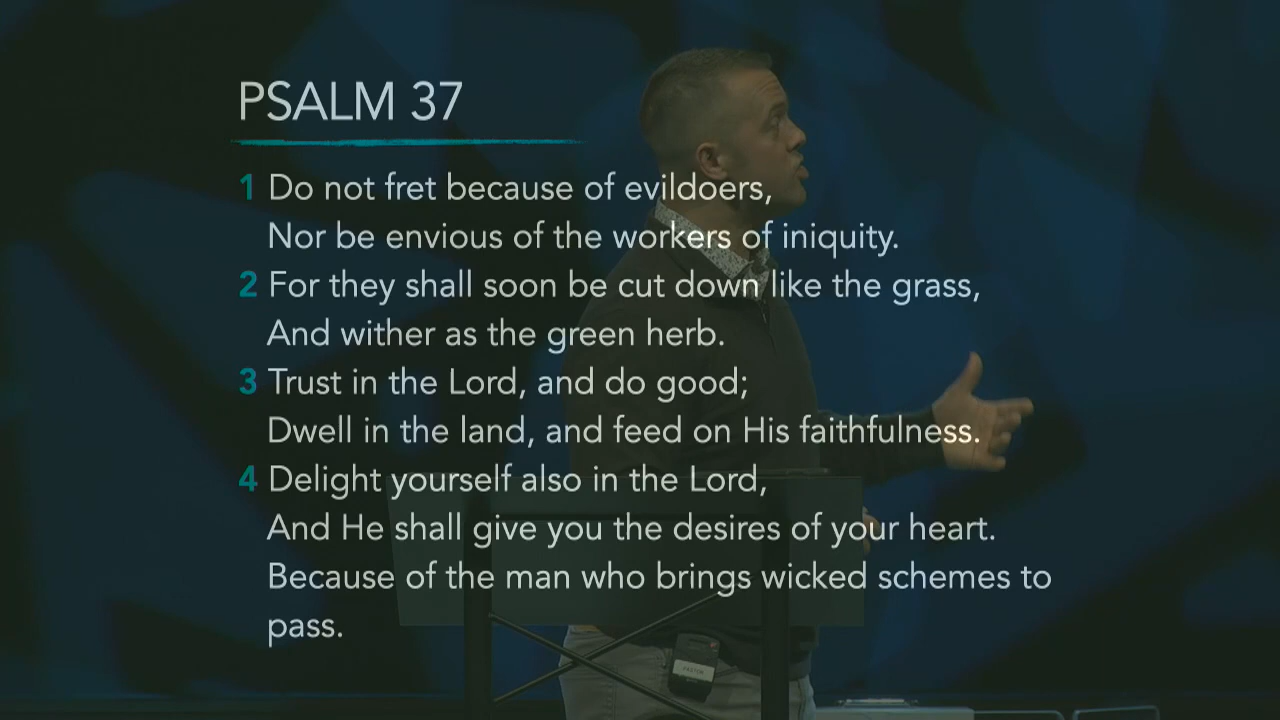 PSALM 37
1 Do not fret because of evildoers,
Nor be envious of the workers of iniquity.
2 For they shall soon be cut down like the grass,
And wither as the green herb.
3 Trust in the Lord, and do good;
Dwell in the land, and feed on His faithfulness.
4 Delight yourself also in the Lord,
And He shall give you the desires of your heart.
Because of the man who brings wicked schemes to
pass.